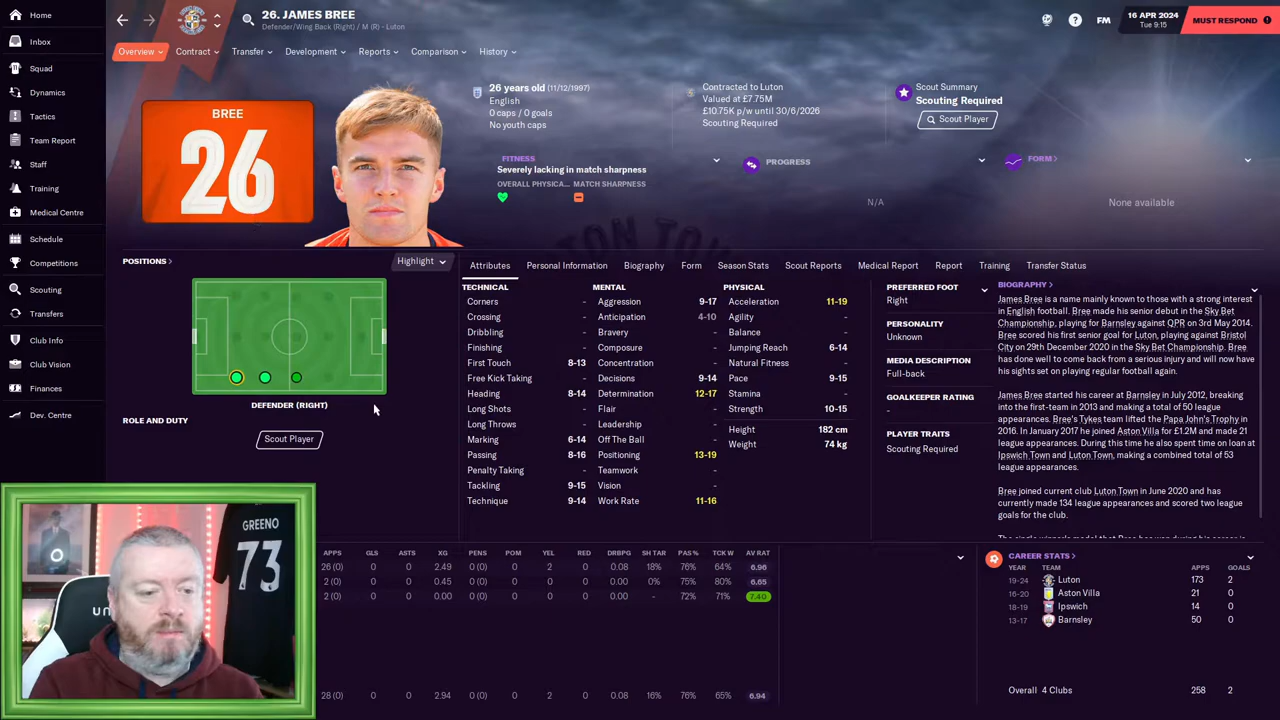 Home
Inbox
Squad
Dynamics
Tactics
Team Report
Staff
Training
Medical Centre
Schedule
Competitions
Scouting
Transfers
Club Info
Club Vision
Finances
Dev. Centre
26. JAMES BREE
Defender/Wing Back (Right) / M (R) - Luton
FM
16 APR 2024
Tue 9:15
MUST RESPOND
Overview
Contract
Transfer
Development
Reports
Comparison
History
BREE
26
26 years old (11/12/1997)
English
0 caps / 0 goals
No youth caps
Contracted to Luton
Valued at £7.75M
£10.75K p/w until 30/6/2026
Scouting Required
Scout Summary
Scouting Required
Scout Player
FITNESS
Severely lacking in match sharpness
OVERALL PHYSICA... MATCH SHARPNESS
PROGRESS
N/A
FORM >
None available
POSITIONS >
Highlight
DEFENDER (RIGHT)
ROLE AND DUTY
Scout Player
Attributes
Personal Information
Biography
Form
Season Stats
Scout Reports
Medical Report
Report
Training
Transfer Status
TECHNICAL
Corners -
Crossing -
Dribbling -
Finishing -
First Touch 8-13
Free Kick Taking -
Heading 8-14
Long Shots -
Long Throws -
Marking 6-14
Passing 8-16
Penalty Taking -
Tackling 9-15
Technique 9-14
MENTAL
Aggression 9-17
Anticipation 4-10
Bravery -
Composure -
Concentration -
Decisions 9-14
Determination 12-17
Flair -
Leadership -
Off The Ball -
Positioning 13-19
Teamwork -
Vision -
Work Rate 11-16
PHYSICAL
Acceleration 11-19
Agility -
Balance -
Jumping Reach 6-14
Natural Fitness -
Pace 9-15
Stamina -
Strength 10-15
Height 182 cm
Weight 74 kg
PREFERRED FOOT
Right
PERSONALITY
Unknown
MEDIA DESCRIPTION
Full-back
GOALKEEPER RATING
-
PLAYER TRAITS
Scouting Required
BIOGRAPHY >
James Bree is a name mainly known to those with a strong interest
in English football. Bree made his senior debut in the Sky Bet
Championship, playing for Barnsley against QPR on 3rd May 2014.
Bree scored his first senior goal for Luton, playing against Bristol
City on 29th December 2020 in the Sky Bet Championship. Bree
has done well to come back from a serious injury and will now have
his sights set on playing regular football again.
James Bree started his career at Barnsley in July 2012, breaking
into the first-team in 2013 and making a total of 50 league
appearances. Bree's Tykes team lifted the Papa John's Trophy in
2016. In January 2017 he joined Aston Villa for £1.2M and made 21
league appearances. During this time he also spent time on loan at
Ipswich Town and Luton Town, making a combined total of 53
league appearances.
Bree joined current club Luton Town in June 2020 and has
currently made 134 league appearances and scored two league
goals for the club.
GREENO
73
APPS GLS ASTS XG PENS POM YEL RED DRBPG SH TAR PAS% TCK W AV RAT
26 (0) 0 0 2.49 0 (0) 0 2 0 0.08 18% 76% 64% 6.96
2 (0) 0 0 0.45 0 (0) 0 0 0 0.00 0% 75% 80% 6.65
2 (0) 0 0 0.00 0 (0) 0 0 0 0.00 - 72% 71% 7.40
28 (0) 0 0 2.94 0 (0) 0 2 0 0.08 16% 76% 65% 6.94
CAREER STATS >
YEAR TEAM APPS GOALS
19-24 Luton 173 2
16-20 Aston Villa 21 0
18-19 Ipswich 14 0
13-17 Barnsley 50 0
Overall 4 Clubs 258 2